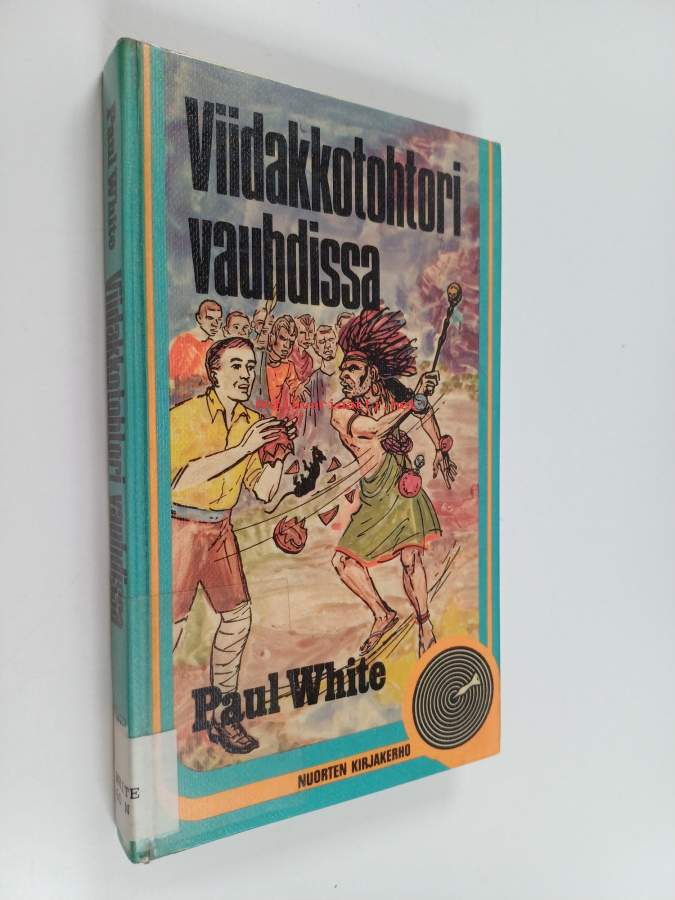 Viidakkotohtori
vauhdissa
Paul White
NUORTEN KIRJAKERHO
Paul White Viidakkotohtori vauhdissa